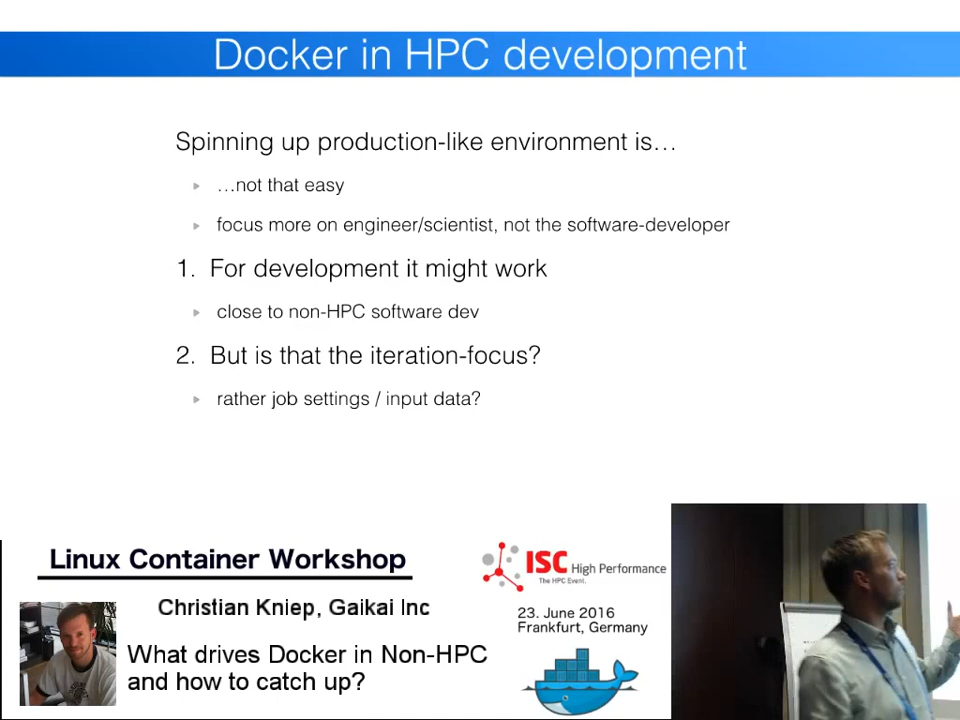 Docker in HPC development
Spinning up production-like environment is…
…not that easy
focus more on engineer/scientist, not the software-developer
1. For development it might work
close to non-HPC software dev
2. But is that the iteration-focus?
rather job settings / input data?
Linux Container Workshop
Christian Kniep, Gaikai Inc
What drives Docker in Non-HPC
and how to catch up?
ISC High Performance
The HPC Event.
23. June 2016
Frankfurt, Germany